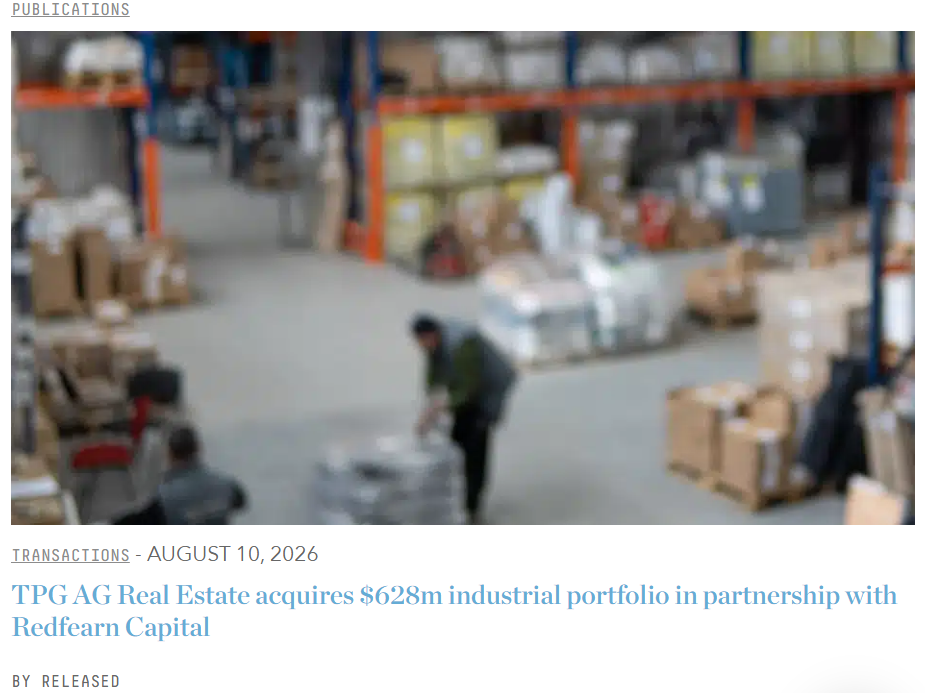 PUBLICATIONS
TRANSACTIONS - AUGUST 10, 2026
TPG AG Real Estate acquires $628m industrial portfolio in partnership with
Redfearn Capital
BY RELEASED